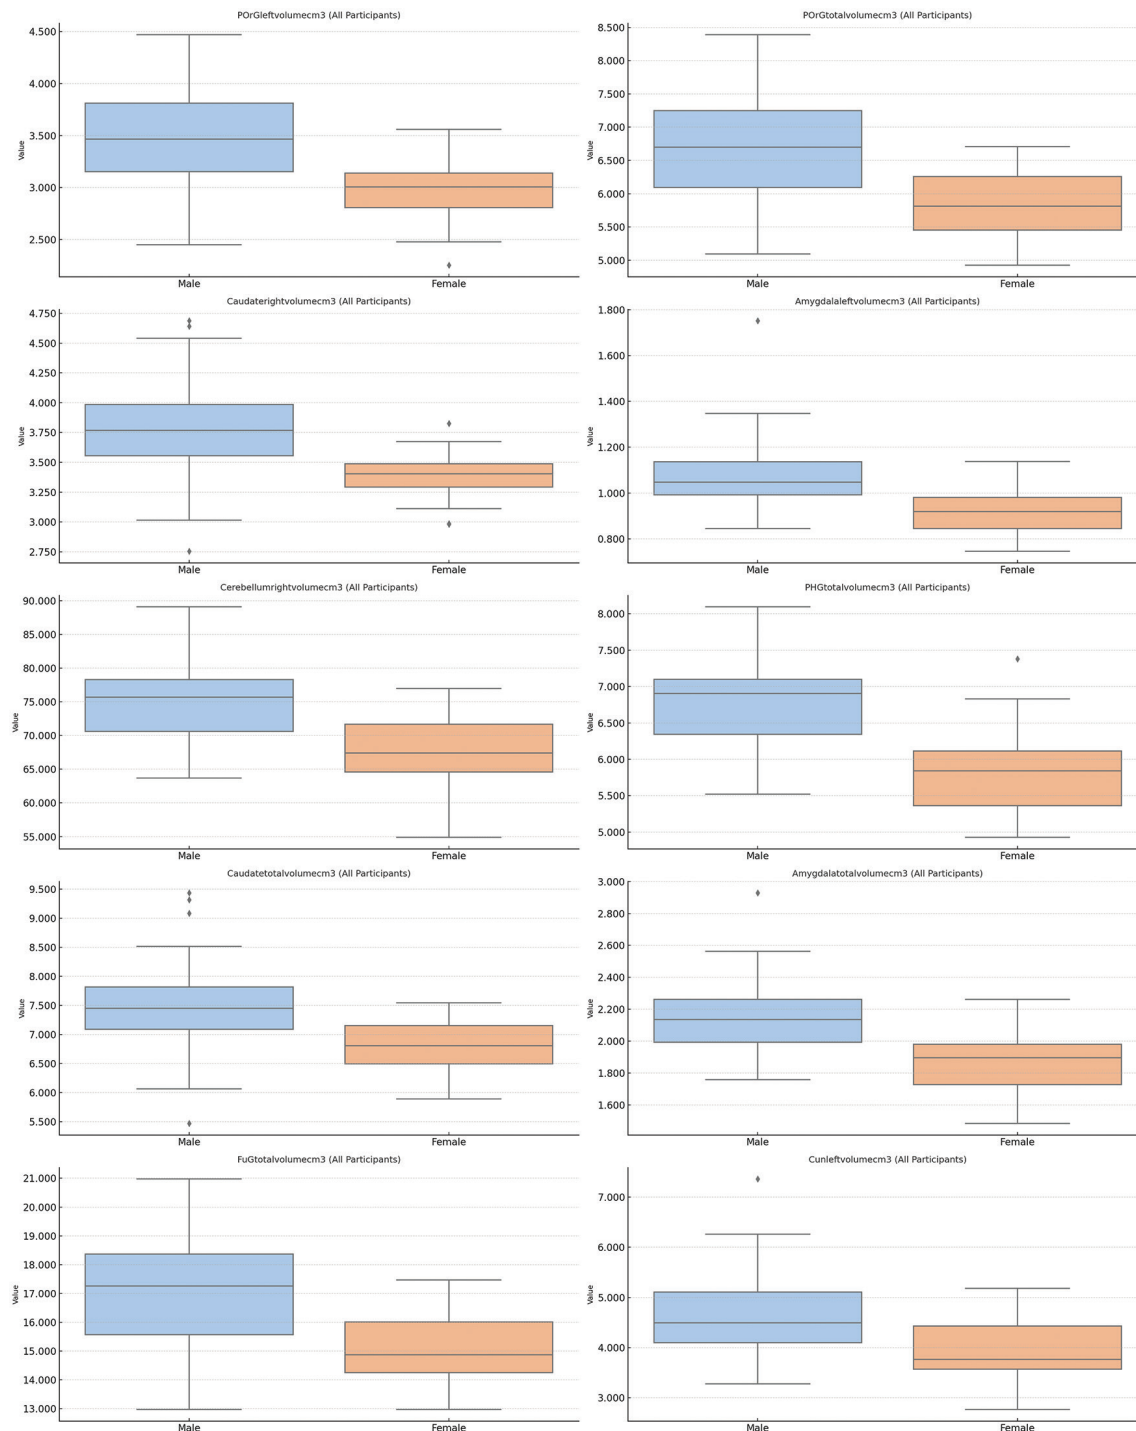 POrGleftvolumecm3 (All Participants)
4.500
4.000
3.500
3.000
2.500
Value
Male
Female
POrGtotalvolumecm3 (All Participants)
8.500
8.000
7.500
7.000
6.500
6.000
5.500
5.000
Value
Male
Female
Caudaterightvolumecm3 (All Participants)
4.750
4.500
4.250
4.000
3.750
3.500
3.250
3.000
2.750
Value
Male
Female
Amygdalaleftvolumecm3 (All Participants)
1.800
1.600
1.400
1.200
1.000
0.800
Value
Male
Female
Cerebellumrightvolumecm3 (All Participants)
90.000
85.000
80.000
75.000
70.000
65.000
60.000
55.000
Value
Male
Female
PHGtotalvolumecm3 (All Participants)
8.000
7.500
7.000
6.500
6.000
5.500
5.000
Value
Male
Female
Caudatetotalvolumecm3 (All Participants)
9.500
9.000
8.500
8.000
7.500
7.000
6.500
6.000
5.500
Value
Male
Female
Amygdalatotalvolumecm3 (All Participants)
3.000
2.800
2.600
2.400
2.200
2.000
1.800
1.600
Value
Male
Female
FuGtotalvolumecm3 (All Participants)
21.000
20.000
19.000
18.000
17.000
16.000
15.000
14.000
13.000
Value
Male
Female
Cunleftvolumecm3 (All Participants)
7.000
6.000
5.000
4.000
3.000
Value
Male
Female